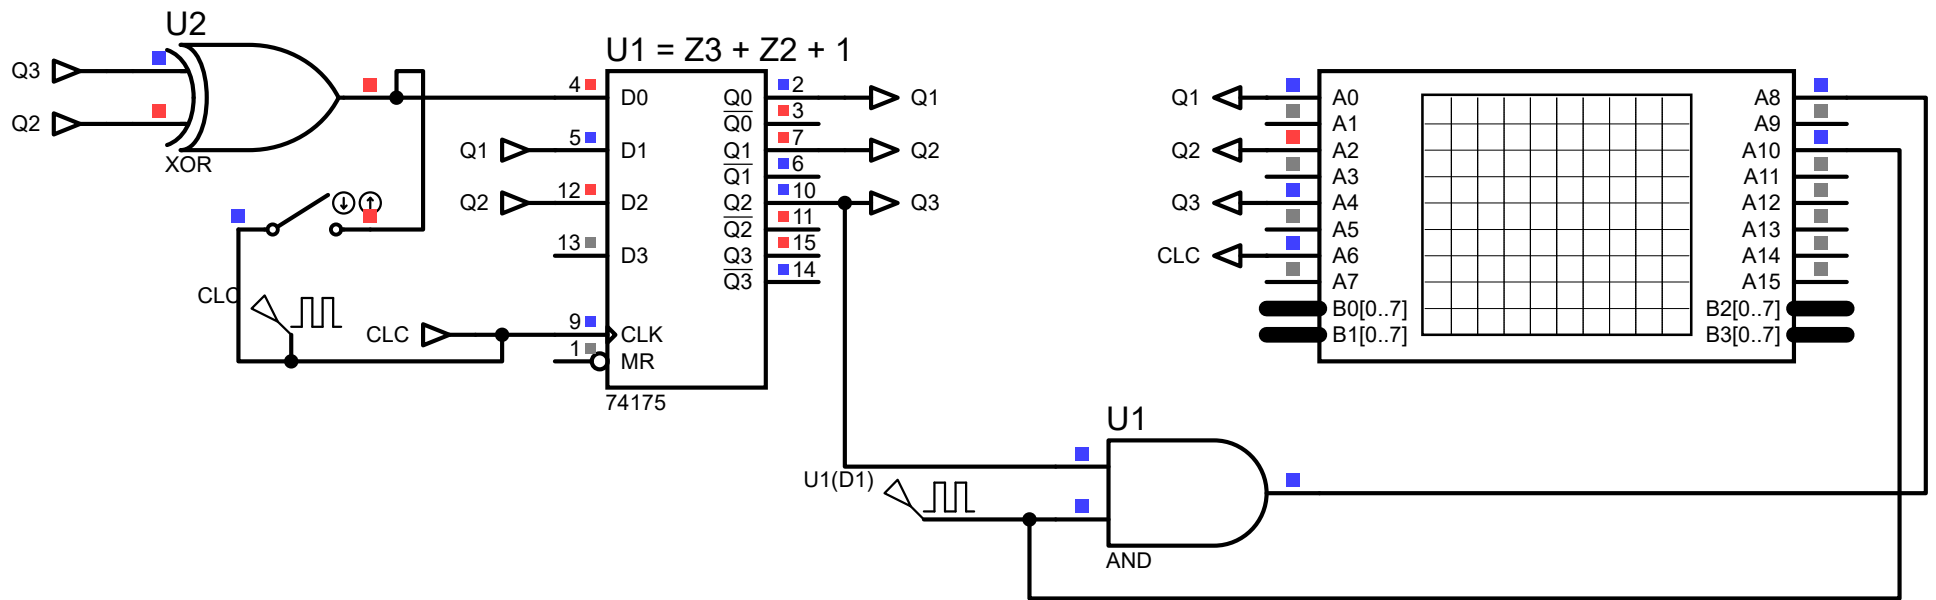 U2
Q3
Q2
XOR
U1 = Z3 + Z2 + 1
4 D0
Q1 5 D1
Q2 12 D2
13 D3
CLC 9 CLK
1 MR
Q0 2 Q1
Q0 3
Q1 7 Q2
Q1 6
Q2 10 Q3
Q2 11
Q3 15
Q3 14
74175
CLC
Q1 A0
A1
Q2 A2
A3
Q3 A4
A5
CLC A6
A7
B0[0..7]
B1[0..7]
A8
A9
A10
A11
A12
A13
A14
A15
B2[0..7]
B3[0..7]
U1
U1(D1)
AND